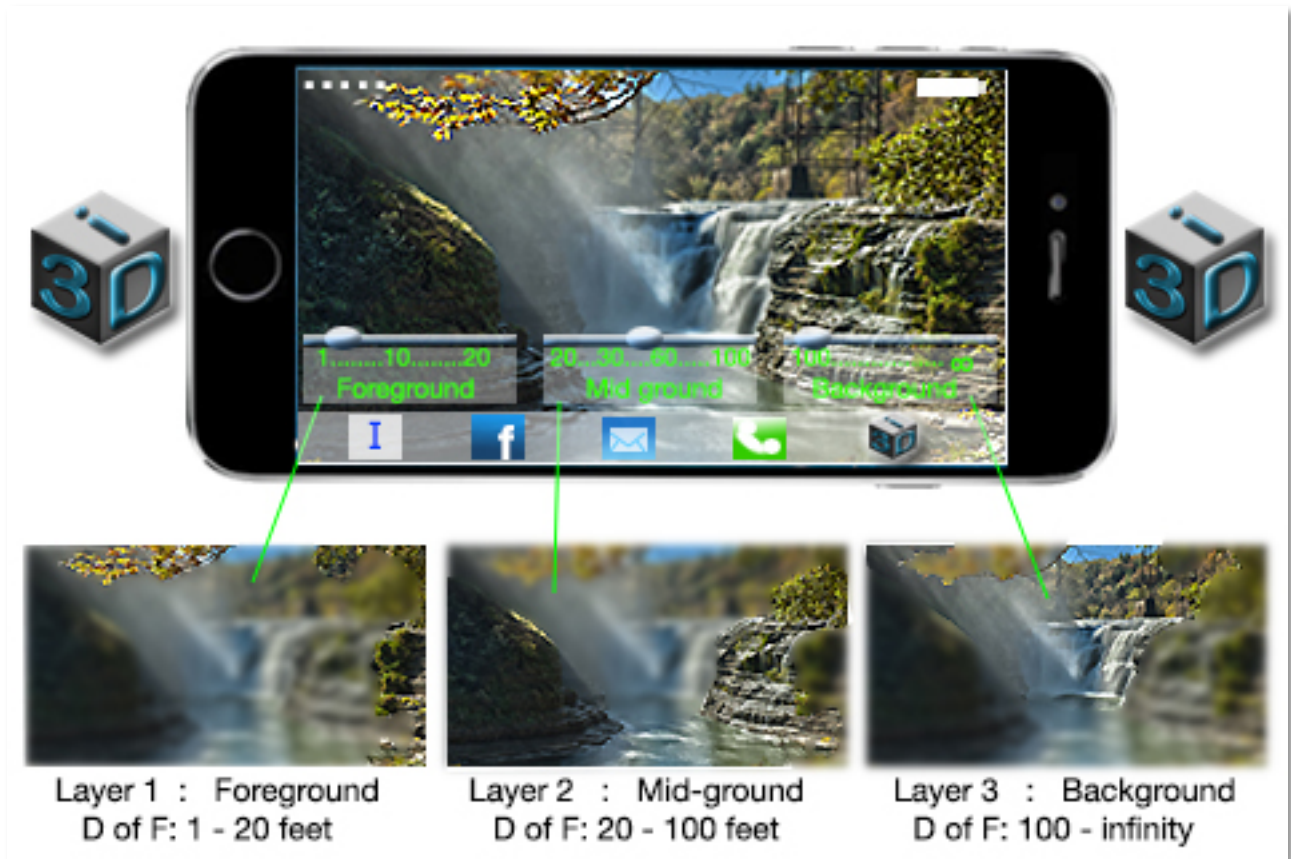 i
3D
i
3D
1........10........20
Foreground
20...30....60.....100
Mid ground
100................. ∞
Background
I
f
3D
Layer 1 : Foreground
D of F: 1 - 20 feet
Layer 2 : Mid-ground
D of F: 20 - 100 feet
Layer 3 : Background
D of F: 100 - infinity